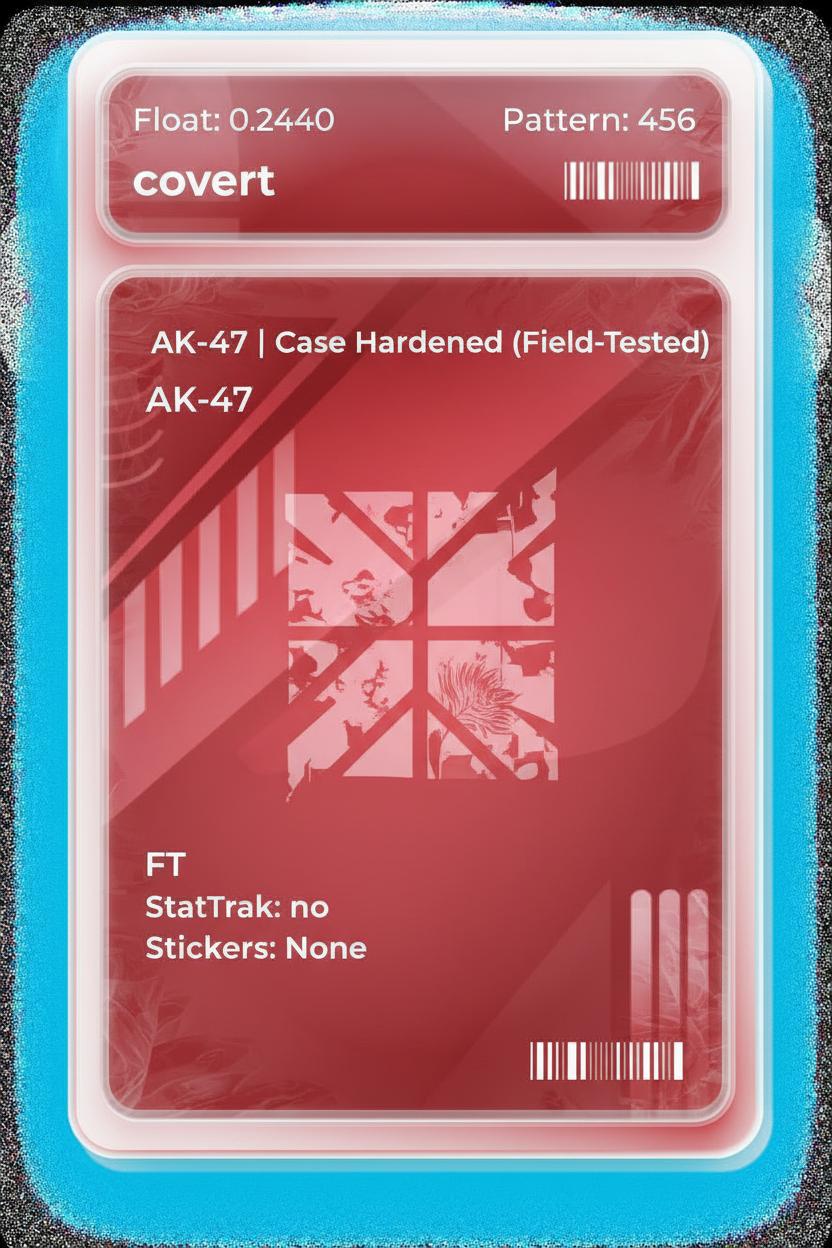 Float: 0.2440 Pattern: 456
covert
AK-47 | Case Hardened (Field-Tested)
AK-47
FT
StatTrak: no
Stickers: None